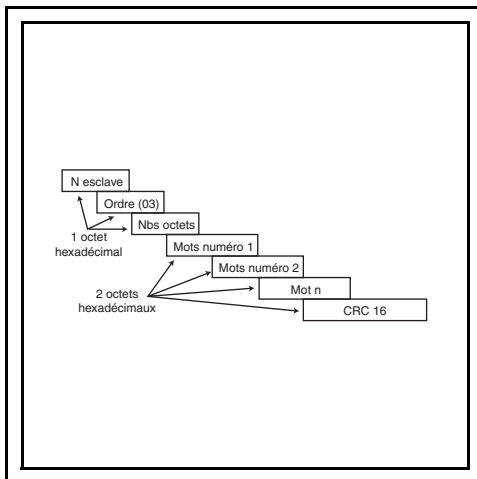 N esclave
Ordre (03)
Nbs octets
1 octet
hexadécimal
Mots numéro 1
Mots numéro 2
2 octets
hexadécimaux
Mot n
CRC 16